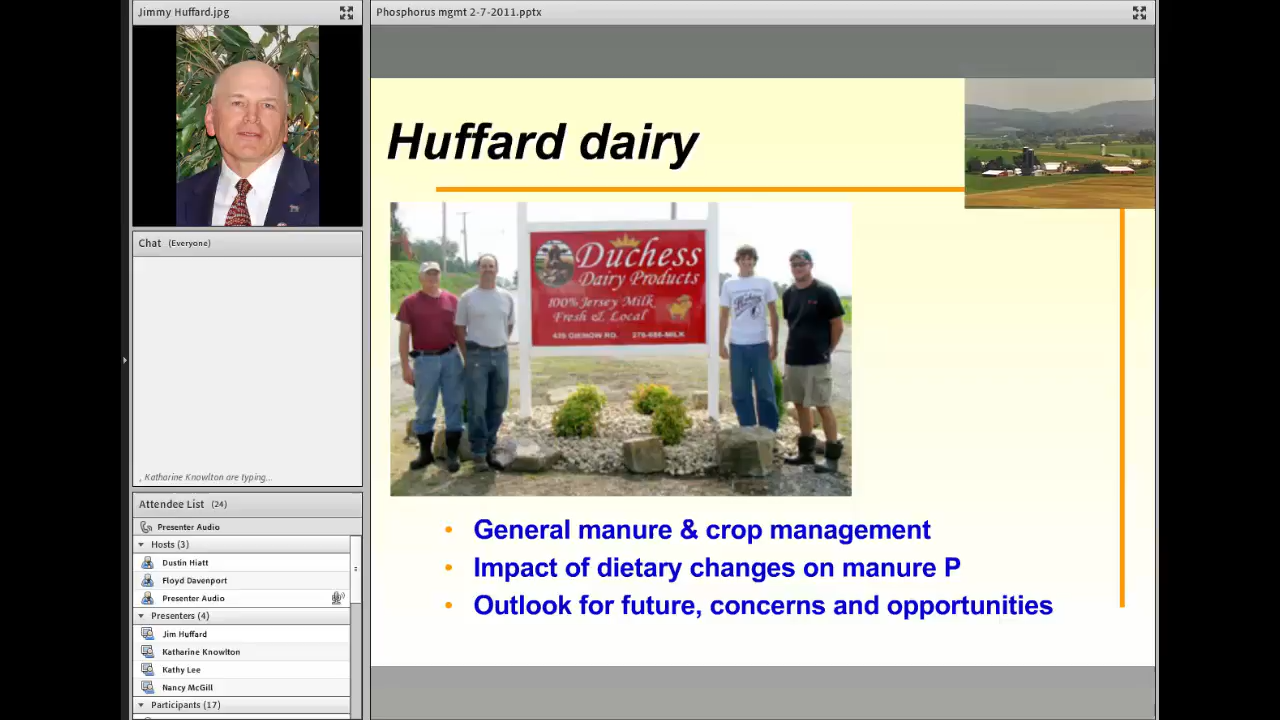 Jimmy Huffard.jpg
Phosphorus mgmt 2-7-2011.pptx
Huffard dairy
Duchess
Dairy Products
100% Jersey Milk
Fresh & Local
276-686-MILK
General manure & crop management
Impact of dietary changes on manure P
Outlook for future, concerns and opportunities
Chat (Everyone)
, Katharine Knowlton are typing...
Attendee List (24)
Presenter Audio
Hosts (3)
Dustin Hiatt
Floyd Davenport
Presenter Audio
Presenters (4)
Jim Huffard
Katharine Knowlton
Kathy Lee
Nancy McGill
Participants (17)